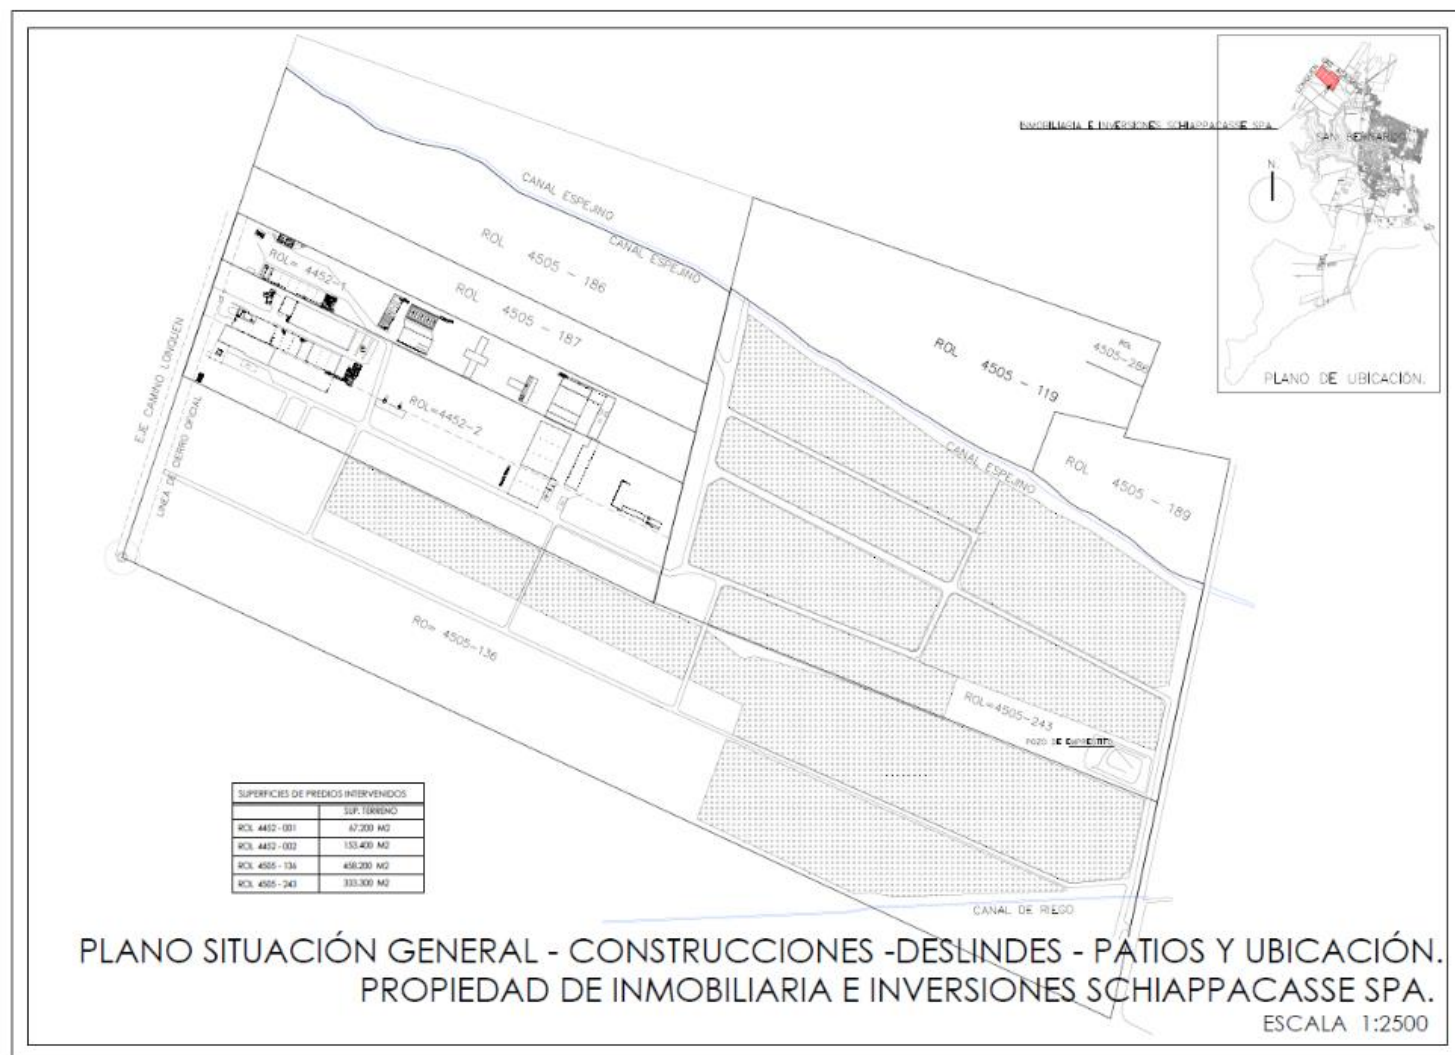 INMOBILIARIA E INVERSIONES SCHIAPPACASSE SPA.
SAN BERNARDO
N.
PLANO DE UBICACIÓN.
CANAL ESPEJINO
CANAL ESPEJINO
ROL 4505 - 186
ROL 4505 - 187
ROL= 4452-1
ROL=4452-2
EJE CAMINO LONQUEN
LINEA DE CIERRO OFICIAL
ROL 4505 - 119
ROL
4505-286
CANAL ESPEJINO
ROL 4505 - 189
RO= 4505-136
ROL=4505-243
POZO DE EMPRESTITO
SUPERFICIES DE PREDIOS INTERVENIDOS
SUP. TERRENO
ROL 4452 - 001 67.200 M2
ROL 4452 - 002 153.400 M2
ROL 4505 - 136 458.200 M2
ROL 4505 - 243 333.300 M2
CANAL DE RIEGO
PLANO SITUACIÓN GENERAL - CONSTRUCCIONES -DESLINDES - PATIOS Y UBICACIÓN.
PROPIEDAD DE INMOBILIARIA E INVERSIONES SCHIAPPACASSE SPA.
ESCALA 1:2500